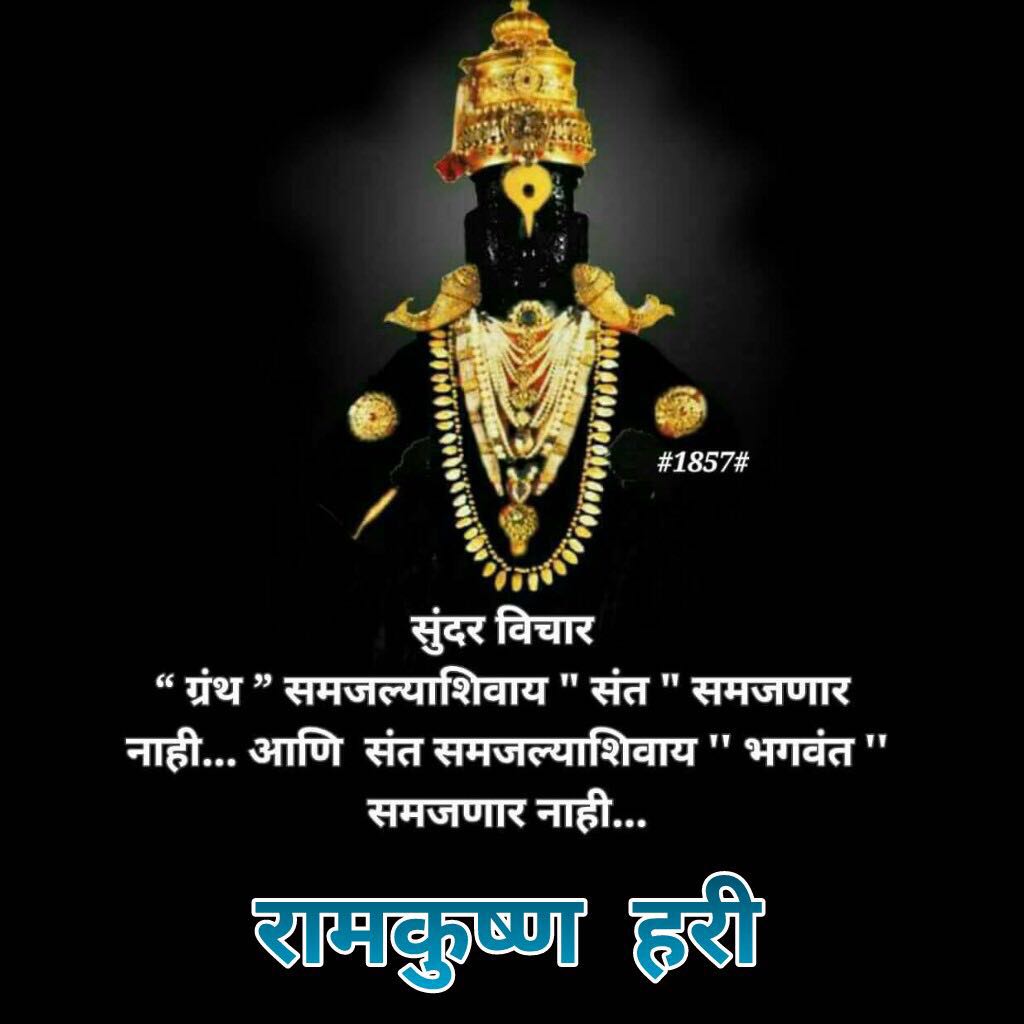 #1857#
सुंदर विचार
“ ग्रंथ ” समजल्याशिवाय " संत " समजणार
नाही... आणि संत समजल्याशिवाय '' भगवंत ''
समजणार नाही...
रामकुष्ण हरी